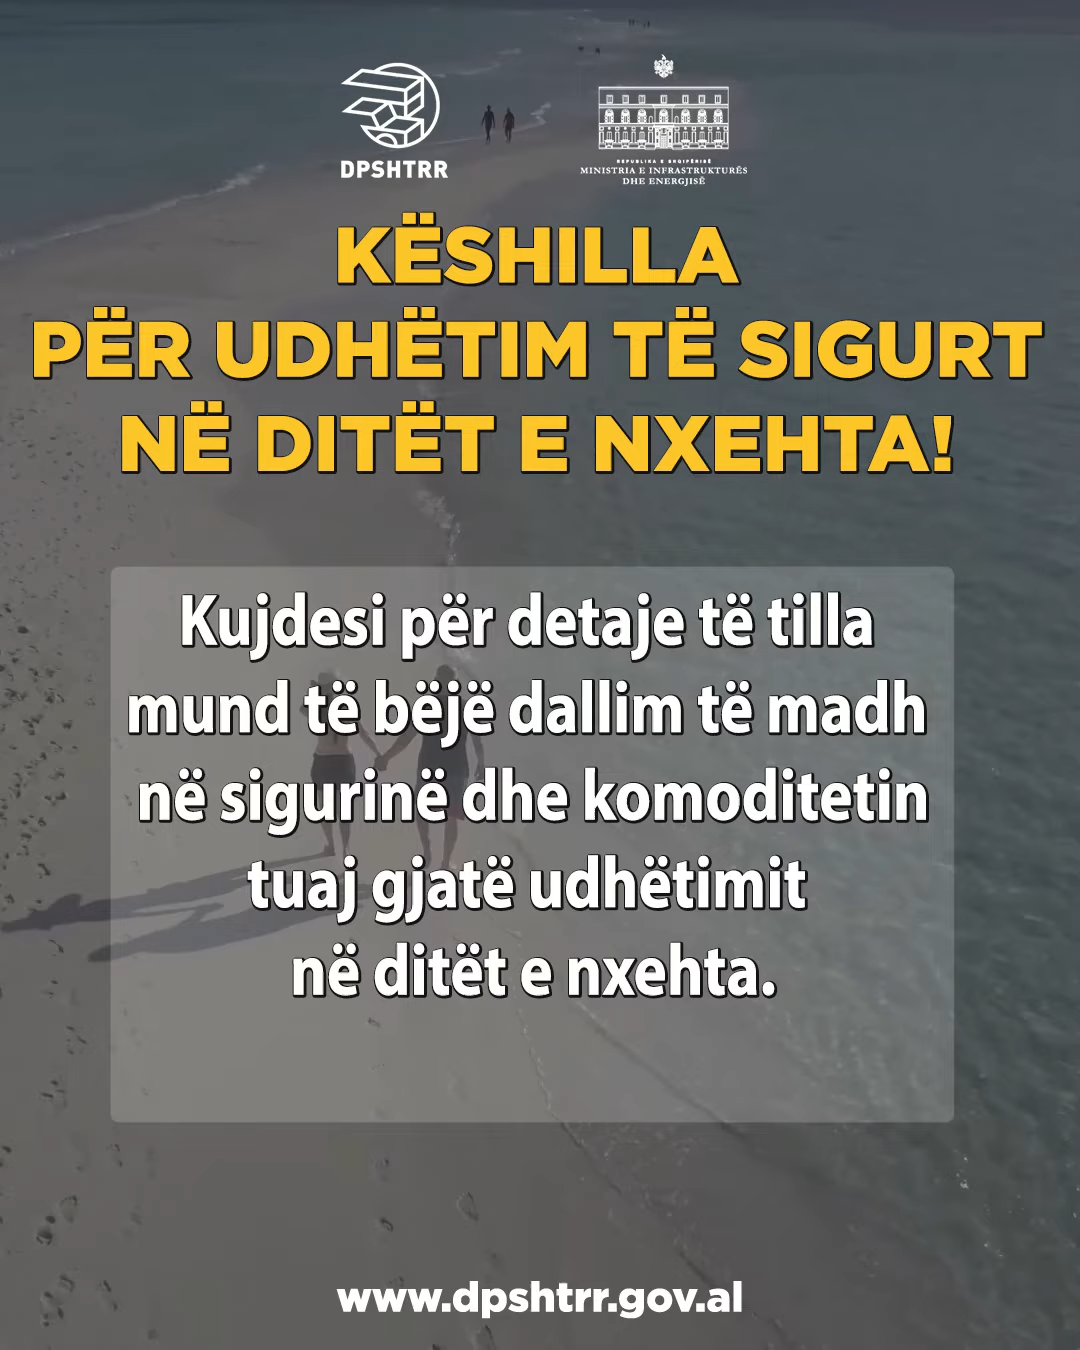 DPSHTRR
REPUBLIKA E SHQIPËRISË
MINISTRIA E INFRASTRUKTURËS
DHE ENERGJISË
KËSHILLA
PËR UDHËTIM TË SIGURT
NË DITËT E NXEHTA!
Kujdesi për detaje të tilla
mund të bëjë dallim të madh
në sigurinë dhe komoditetin
tuaj gjatë udhëtimit
në ditët e nxehta.
www.dpshtrr.gov.al